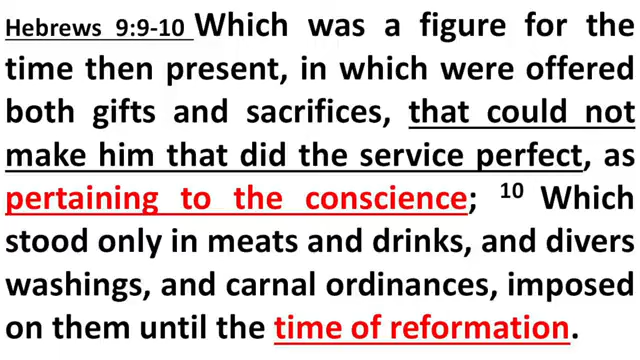 Hebrews 9:9-10 Which was a figure for the
time then present, in which were offered
both gifts and sacrifices, that could not
make him that did the service perfect, as
pertaining to the conscience; 10 Which
stood only in meats and drinks, and divers
washings, and carnal ordinances, imposed
on them until the time of reformation.